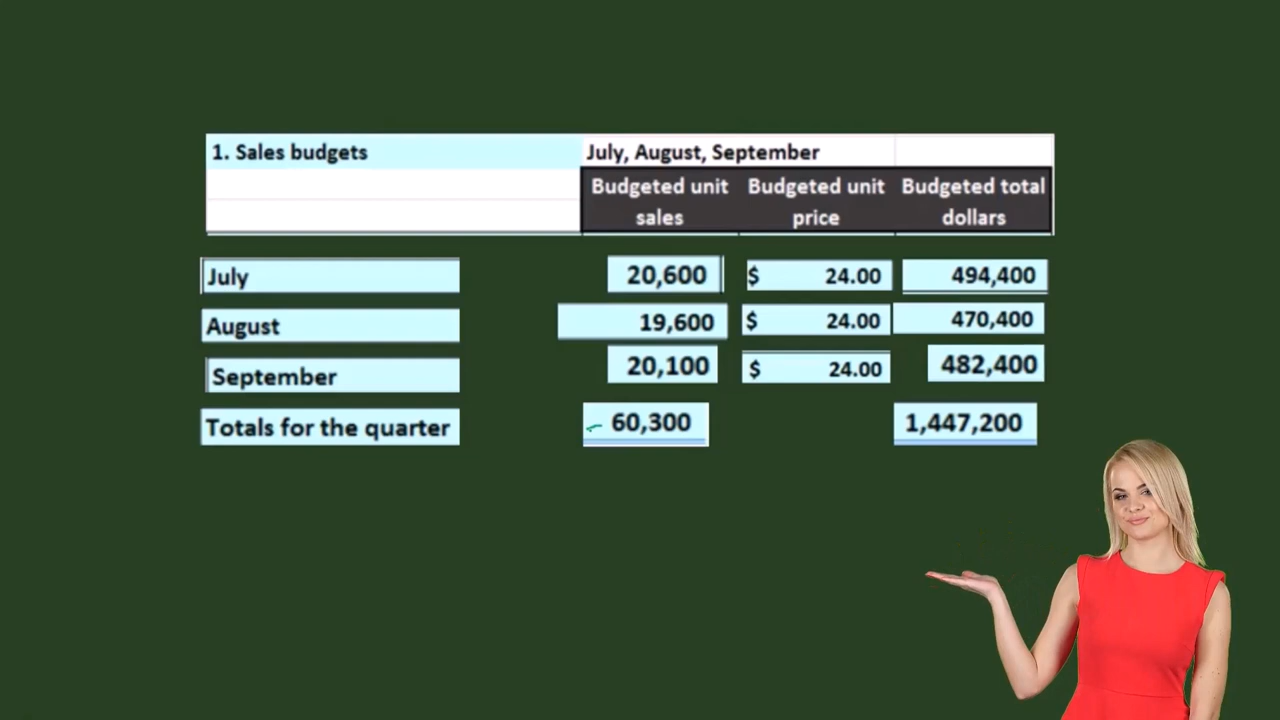 1. Sales budgets July, August, September
Budgeted unit sales Budgeted unit price Budgeted total dollars
July 20,600 $ 24.00 494,400
August 19,600 $ 24.00 470,400
September 20,100 $ 24.00 482,400
Totals for the quarter 60,300 1,447,200